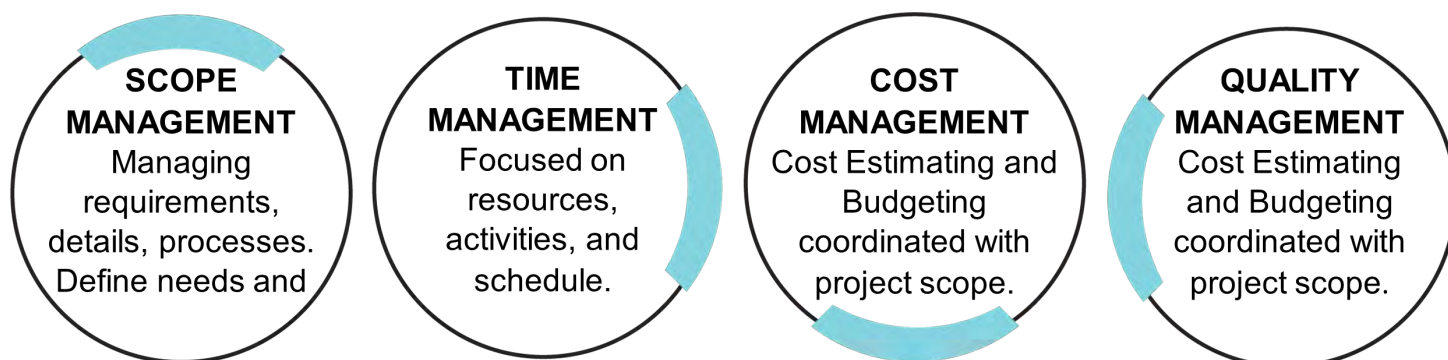 SCOPE
MANAGEMENT
Managing
requirements,
details, processes.
Define needs and
TIME
MANAGEMENT
Focused on
resources,
activities, and
schedule.
COST
MANAGEMENT
Cost Estimating and
Budgeting
coordinated with
project scope.
QUALITY
MANAGEMENT
Cost Estimating
and Budgeting
coordinated with
project scope.